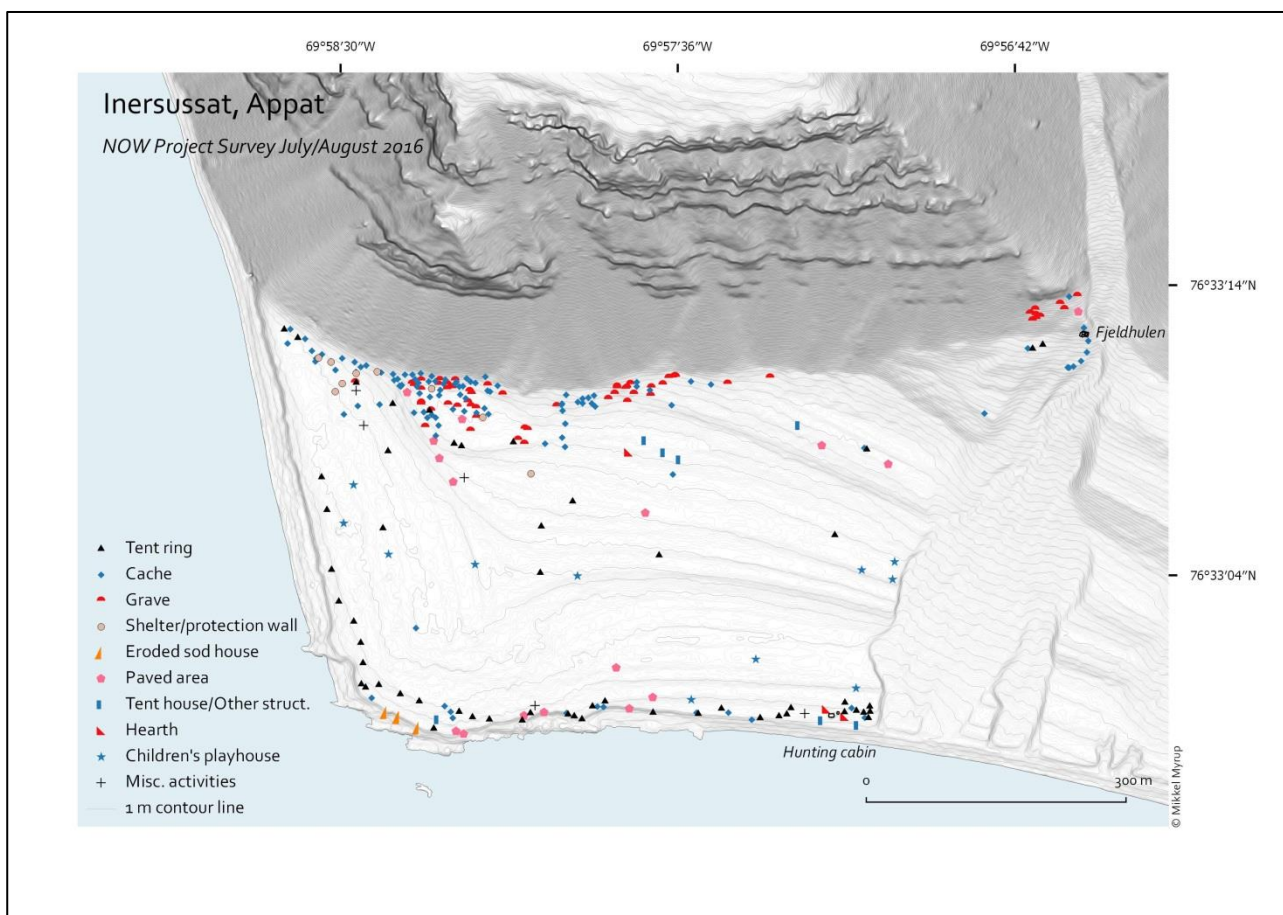 69°58'30"W
69°57'36"W
69°56'42"W
Inersussat, Appat
NOW Project Survey July/August 2016
76°33'14"N
Fjeldhulen
Tent ring
Cache
Grave
Shelter/protection wall
Eroded sod house
Paved area
Tent house/Other struct.
Hearth
Children's playhouse
Misc. activities
1 m contour line
76°33'04"N
Hunting cabin
0
300 m
© Mikkel Myrup